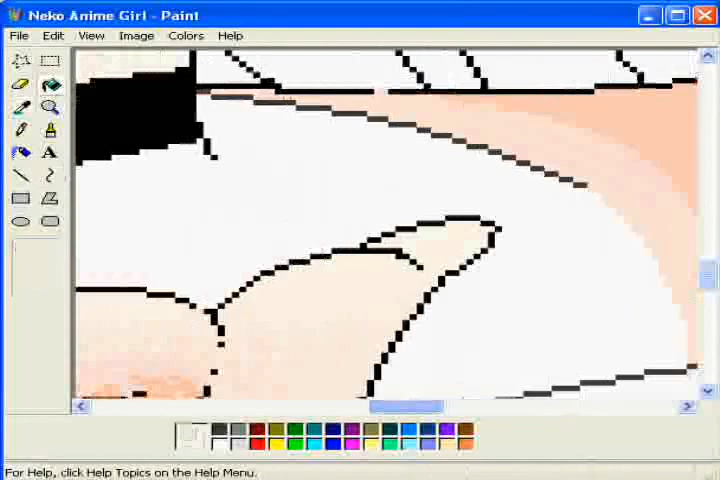 Neko Anime Girl - Paint
File Edit View Image Colors Help
A
For Help, click Help Topics on the Help Menu.